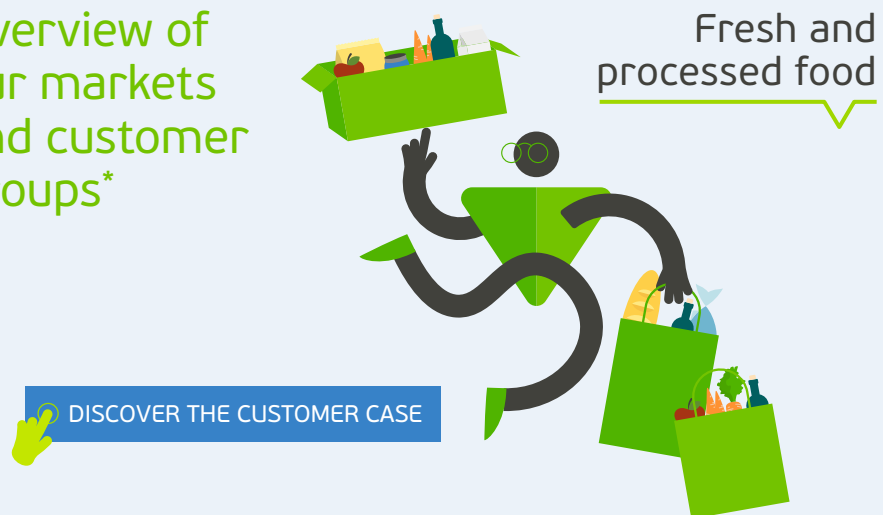 verview of
ur markets
nd customer
oups*
Fresh and
processed food
DISCOVER THE CUSTOMER CASE